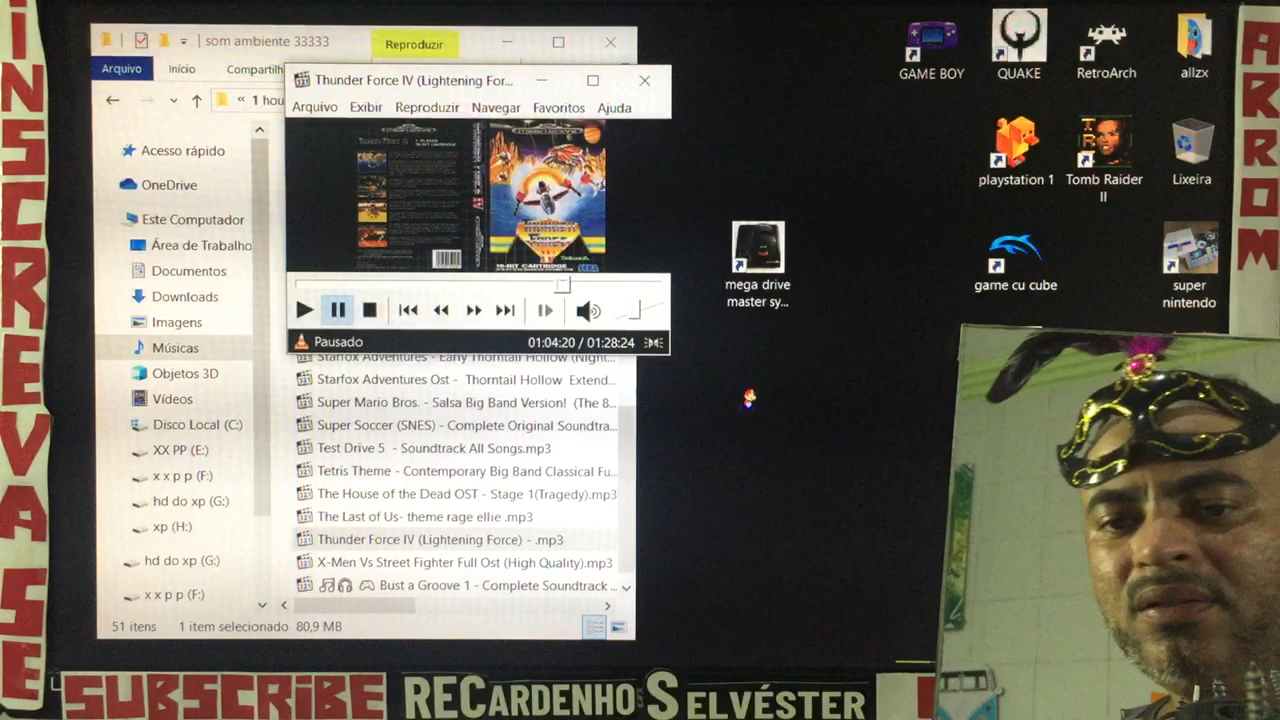 INSCREVA SE
ARROM
som ambiente 33333
Reproduzir
Arquivo
Início
Compartilh
« 1 hou
Acesso rápido
OneDrive
Este Computador
Área de Trabalho
Documentos
Downloads
Imagens
Músicas
Objetos 3D
Vídeos
Disco Local (C:)
XX PP (E:)
x x p p (F:)
hd do xp (G:)
xp (H:)
hd do xp (G:)
x x p p (F:)
Thunder Force IV (Lightening For...
Arquivo Exibir Reproduzir Navegar Favoritos Ajuda
16-BIT CARTRIDGE
SEGA
Pausado
01:04:20 / 01:28:24
Starfox Adventures - Early Thorntail Hollow (Night...
Starfox Adventures Ost - Thorntail Hollow Extend...
Super Mario Bros. - Salsa Big Band Version! (The 8...
Super Soccer (SNES) - Complete Original Soundtra...
Test Drive 5 - Soundtrack All Songs.mp3
Tetris Theme - Contemporary Big Band Classical Fu...
The House of the Dead OST - Stage 1(Tragedy).mp3
The Last of Us- theme rage ellie .mp3
Thunder Force IV (Lightening Force) - .mp3
X-Men Vs Street Fighter Full Ost (High Quality).mp3
Bust a Groove 1 - Complete Soundtrack ...
51 itens 1 item selecionado 80,9 MB
GAME BOY
QUAKE
RetroArch
allzx
playstation 1
Tomb Raider
II
Lixeira
mega drive
master sy...
game cu cube
super
nintendo
SUBSCRIBE
RECARDENHO SELVÉSTER